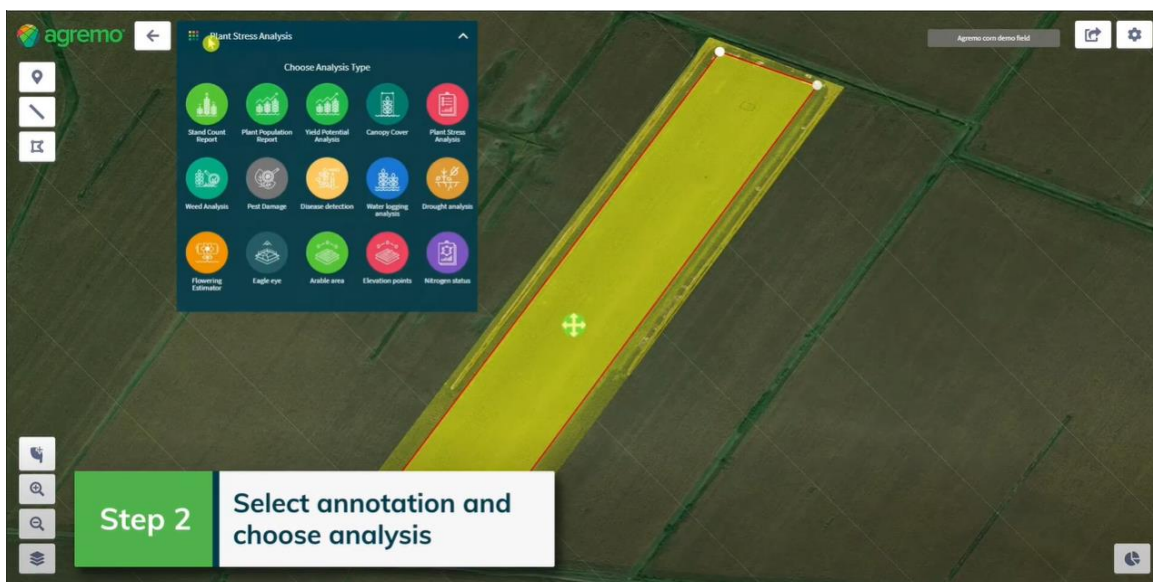 agremo
Plant Stress Analysis
Agremo com demo field
Choose Analysis Type
Stand Count
Report
Plant Population
Report
Yield Potential
Analysis
Canopy Cover
Plant Stress
Analysis
Weed Analysis
Pest Damage
Disease detection
Water logging
analysis
Drought analysis
Flowering
Estimator
Eagle eye
Arable area
Elevation points
Nitrogen status
Step 2
Select annotation and
choose analysis